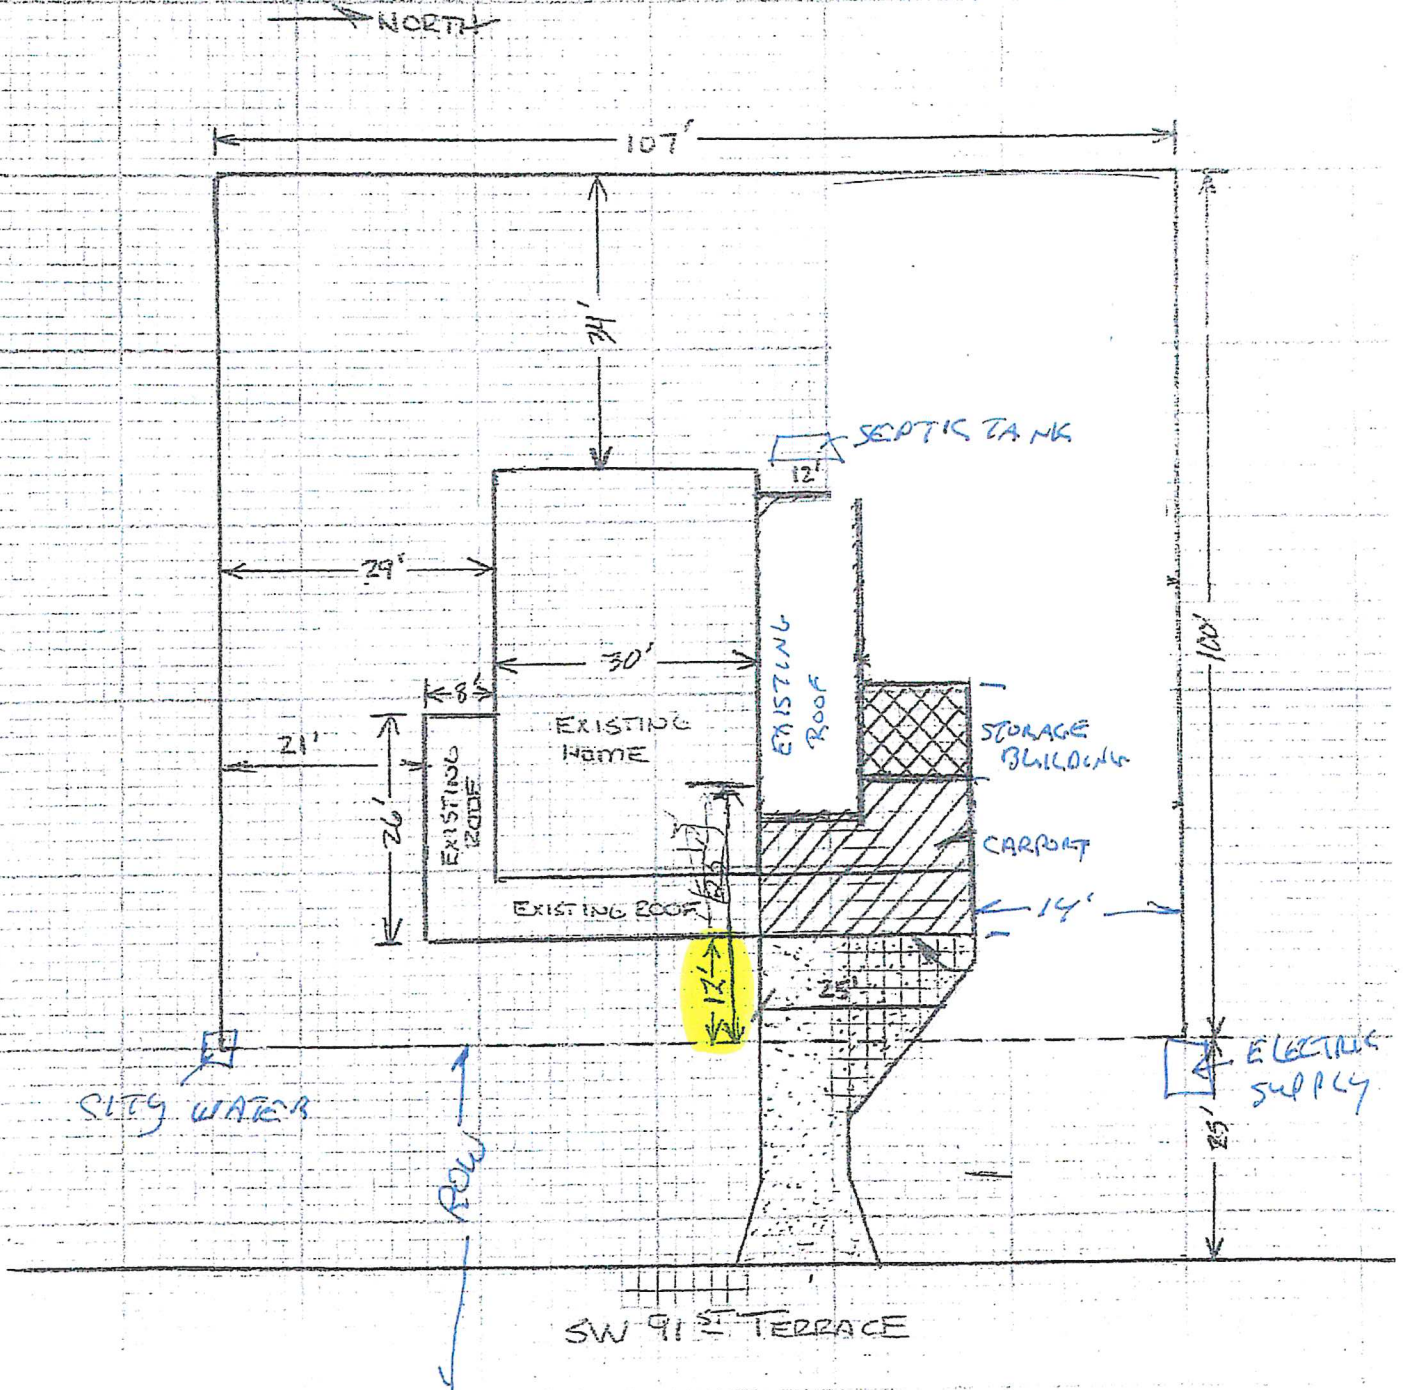 NORTH
107'
34'
SEPTIC TANK
12'
29'
30'
100'
EXISTING
ROOF
8'
EXISTING
HOME
STORAGE
BUILDING
21'
26'
EXISTING
ROOF
CARPORT
EXISTING ROOF
14'
12'
25'
CITY WATER
ELECTRIC
SUPPLY
25'
ROW
SW 91ST TERRACE